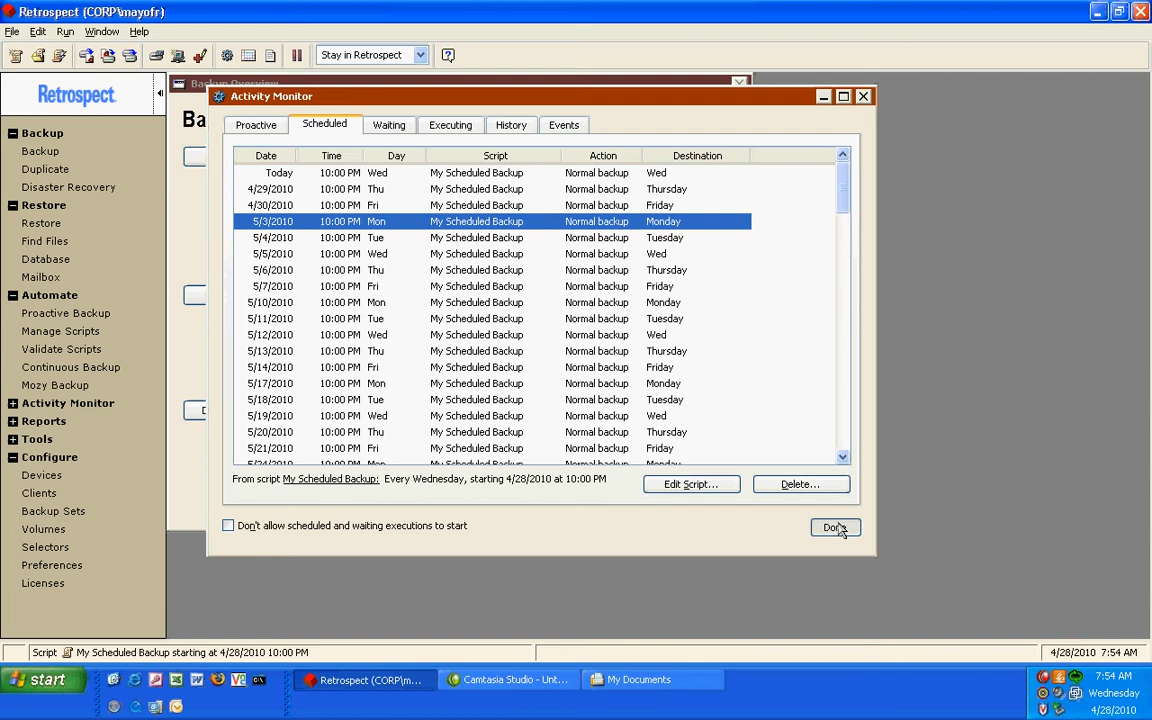 Retrospect (CORP\mayofr)
File Edit Run Window Help
Stay in Retrospect
Retrospect
Backup
Backup
Duplicate
Disaster Recovery
Restore
Restore
Find Files
Database
Mailbox
Automate
Proactive Backup
Manage Scripts
Validate Scripts
Continuous Backup
Mozy Backup
Activity Monitor
Reports
Tools
Configure
Devices
Clients
Backup Sets
Volumes
Selectors
Preferences
Licenses
Backup Overview
Ba
Activity Monitor
Proactive Scheduled Waiting Executing History Events
Date Time Day Script Action Destination
Today 10:00 PM Wed My Scheduled Backup Normal backup Wed
4/29/2010 10:00 PM Thu My Scheduled Backup Normal backup Thursday
4/30/2010 10:00 PM Fri My Scheduled Backup Normal backup Friday
5/3/2010 10:00 PM Mon My Scheduled Backup Normal backup Monday
5/4/2010 10:00 PM Tue My Scheduled Backup Normal backup Tuesday
5/5/2010 10:00 PM Wed My Scheduled Backup Normal backup Wed
5/6/2010 10:00 PM Thu My Scheduled Backup Normal backup Thursday
5/7/2010 10:00 PM Fri My Scheduled Backup Normal backup Friday
5/10/2010 10:00 PM Mon My Scheduled Backup Normal backup Monday
5/11/2010 10:00 PM Tue My Scheduled Backup Normal backup Tuesday
5/12/2010 10:00 PM Wed My Scheduled Backup Normal backup Wed
5/13/2010 10:00 PM Thu My Scheduled Backup Normal backup Thursday
5/14/2010 10:00 PM Fri My Scheduled Backup Normal backup Friday
5/17/2010 10:00 PM Mon My Scheduled Backup Normal backup Monday
5/18/2010 10:00 PM Tue My Scheduled Backup Normal backup Tuesday
5/19/2010 10:00 PM Wed My Scheduled Backup Normal backup Wed
5/20/2010 10:00 PM Thu My Scheduled Backup Normal backup Thursday
5/21/2010 10:00 PM Fri My Scheduled Backup Normal backup Friday
5/24/2010 10:00 PM Mon My Scheduled Backup Normal backup Monday
From script My Scheduled Backup: Every Wednesday, starting 4/28/2010 at 10:00 PM Edit Script... Delete...
Don't allow scheduled and waiting executions to start Done
Script My Scheduled Backup starting at 4/28/2010 10:00 PM 4/28/2010 7:54 AM
start Retrospect (CORP\m... Camtasia Studio - Unt... My Documents
7:54 AM
Wednesday
4/28/2010